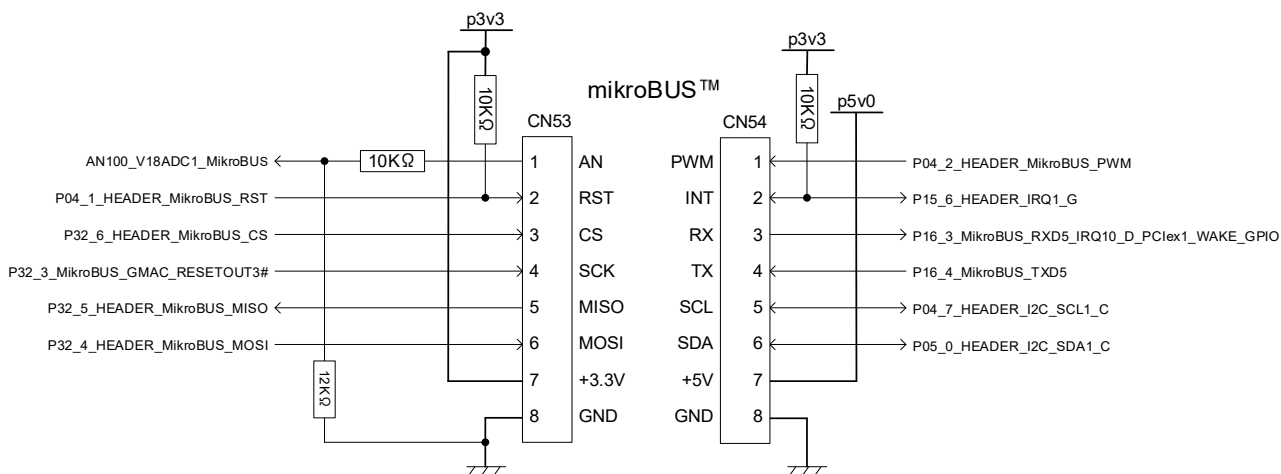 p3v3
p3v3
mikroBUS™
p5v0
10KΩ
10KΩ
CN53
CN54
AN100_V18ADC1_MikroBUS 10KΩ 1 AN PWM 1 P04_2_HEADER_MikroBUS_PWM
P04_1_HEADER_MikroBUS_RST 2 RST INT 2 P15_6_HEADER_IRQ1_G
P32_6_HEADER_MikroBUS_CS 3 CS RX 3 P16_3_MikroBUS_RXD5_IRQ10_D_PCIex1_WAKE_GPIO
P32_3_MikroBUS_GMAC_RESETOUT3# 4 SCK TX 4 P16_4_MikroBUS_TXD5
P32_5_HEADER_MikroBUS_MISO 5 MISO SCL 5 P04_7_HEADER_I2C_SCL1_C
P32_4_HEADER_MikroBUS_MOSI 6 MOSI SDA 6 P05_0_HEADER_I2C_SDA1_C
12KΩ 7 +3.3V +5V 7
8 GND GND 8